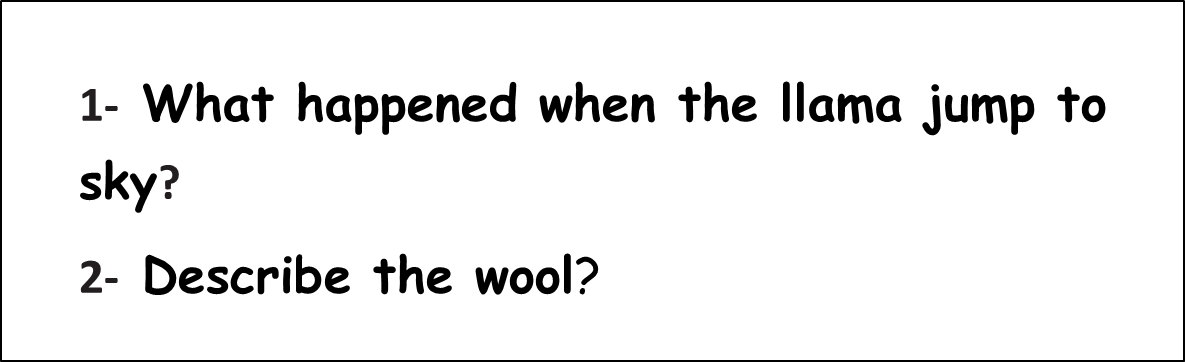 1- What happened when the llama jump to
sky?
2- Describe the wool?